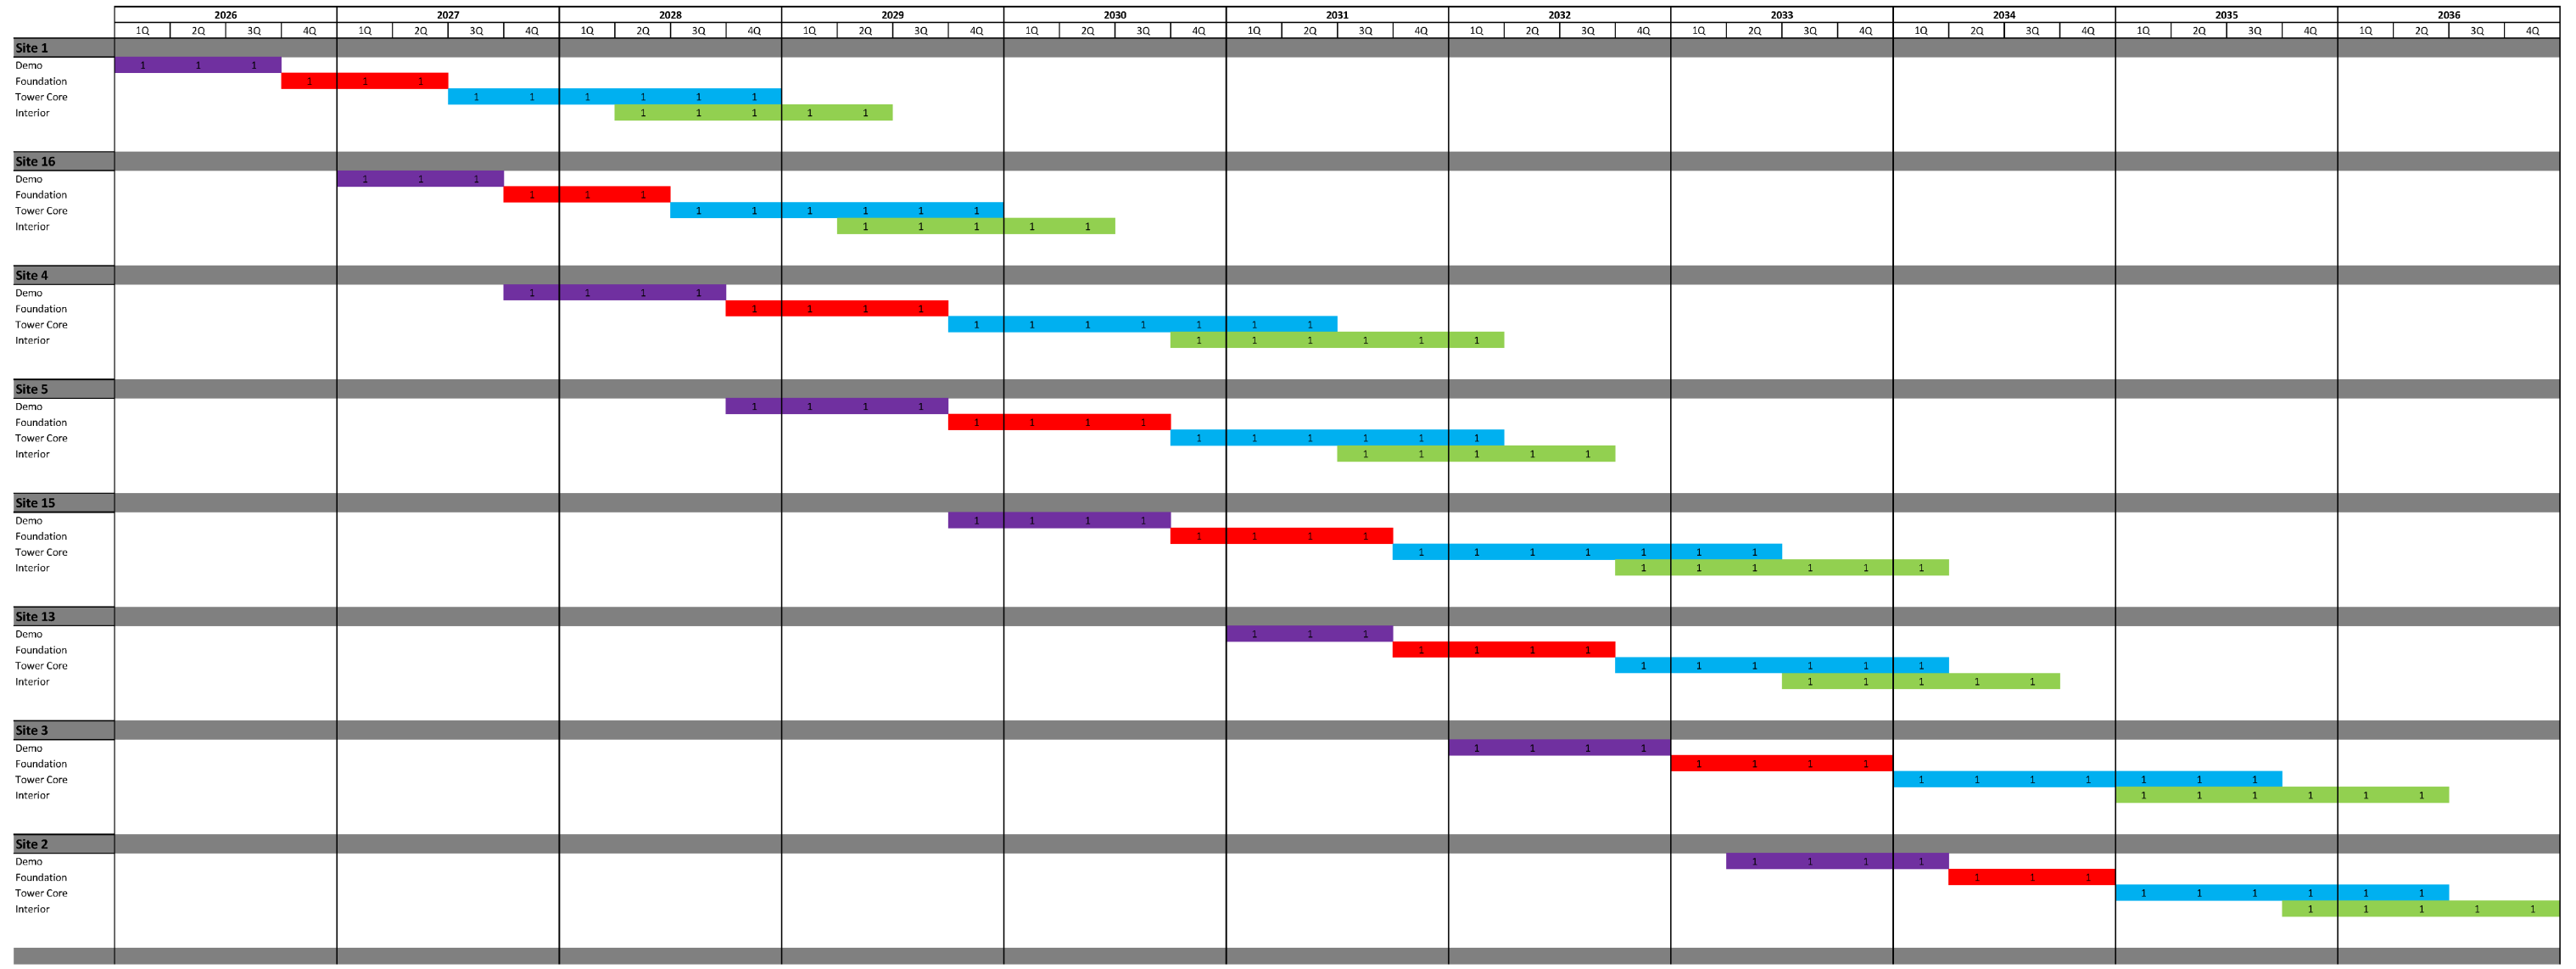 2026 2027 2028 2029 2030 2031 2032 2033 2034 2035 2036
1Q 2Q 3Q 4Q 1Q 2Q 3Q 4Q 1Q 2Q 3Q 4Q 1Q 2Q 3Q 4Q 1Q 2Q 3Q 4Q 1Q 2Q 3Q 4Q 1Q 2Q 3Q 4Q 1Q 2Q 3Q 4Q 1Q 2Q 3Q 4Q 1Q 2Q 3Q 4Q 1Q 2Q 3Q 4Q
Site 1
Demo 1 1 1
Foundation 1 1 1
Tower Core 1 1 1 1 1 1
Interior 1 1 1 1 1
Site 16
Demo 1 1 1
Foundation 1 1 1
Tower Core 1 1 1 1 1 1
Interior 1 1 1 1 1
Site 4
Demo 1 1 1 1
Foundation 1 1 1 1
Tower Core 1 1 1 1 1 1 1
Interior 1 1 1 1 1 1
Site 5
Demo 1 1 1 1
Foundation 1 1 1 1
Tower Core 1 1 1 1 1 1
Interior 1 1 1 1 1
Site 15
Demo 1 1 1 1
Foundation 1 1 1 1
Tower Core 1 1 1 1 1 1 1
Interior 1 1 1 1 1 1
Site 13
Demo 1 1 1
Foundation 1 1 1 1
Tower Core 1 1 1 1 1 1
Interior 1 1 1 1 1
Site 3
Demo 1 1 1 1
Foundation 1 1 1 1
Tower Core 1 1 1 1 1 1 1
Interior 1 1 1 1 1 1
Site 2
Demo 1 1 1 1
Foundation 1 1 1
Tower Core 1 1 1 1 1 1
Interior 1 1 1 1 1